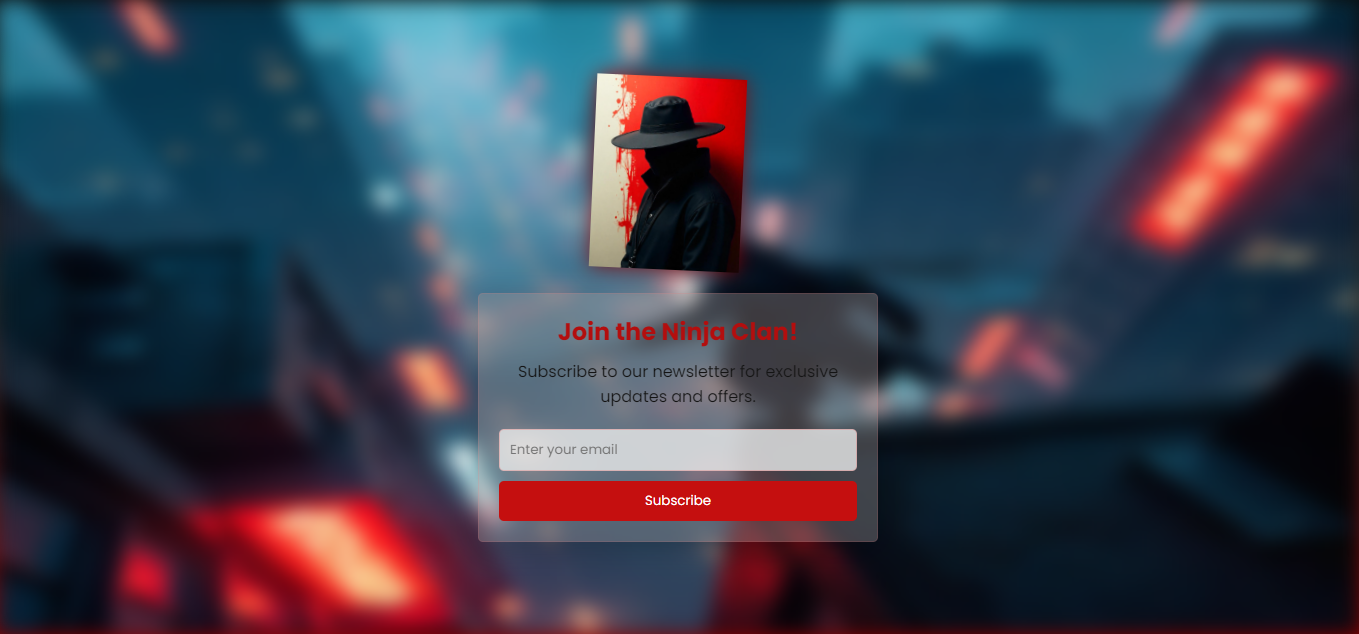 Join the Ninja Clan!
Subscribe to our newsletter for exclusive
updates and offers.
Enter your email
Subscribe